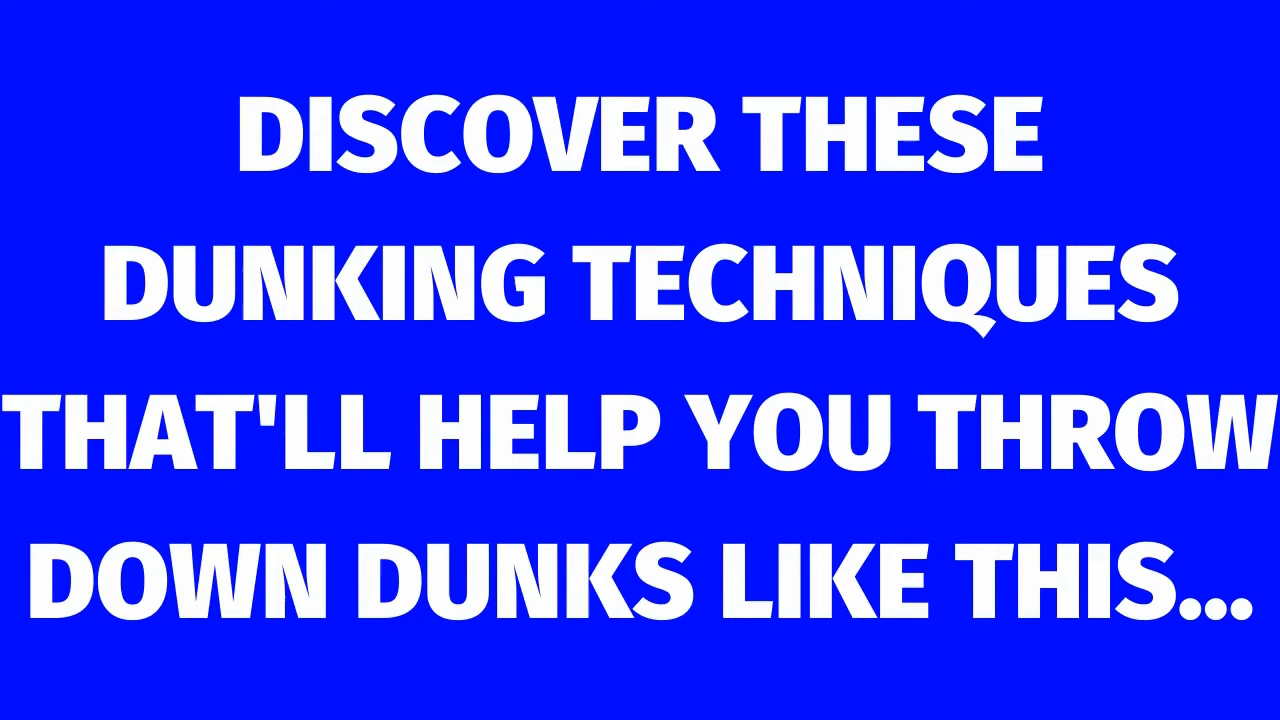 DISCOVER THESE
DUNKING TECHNIQUES
THAT'LL HELP YOU THROW
DOWN DUNKS LIKE THIS...